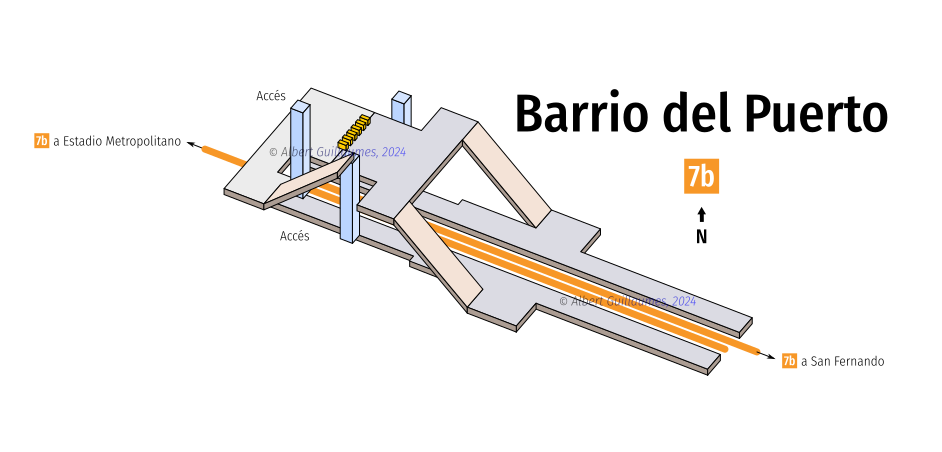 Accés
Barrio del Puerto
7b a Estadio Metropolitano
© Albert Guillaumes, 2024
7b
N
Accés
© Albert Guillaumes, 2024
7b a San Fernando